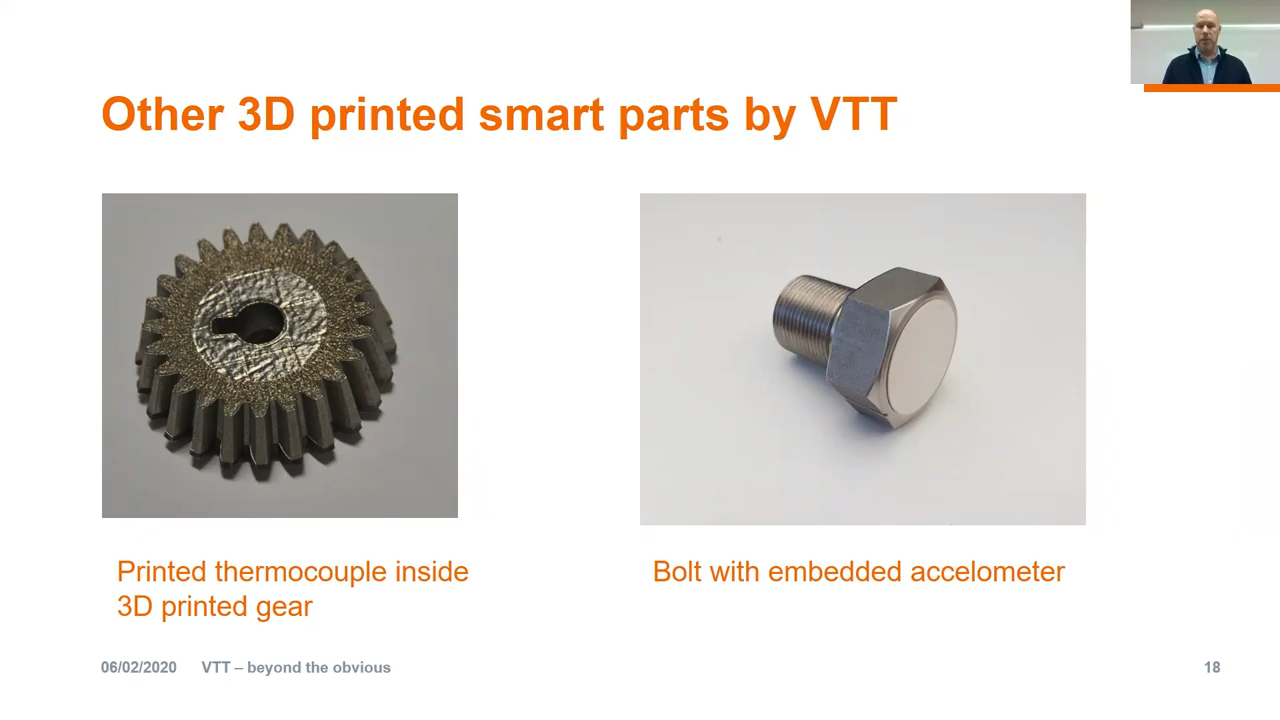 Other 3D printed smart parts by VTT
Printed thermocouple inside
3D printed gear
Bolt with embedded accelometer
06/02/2020 VTT – beyond the obvious
18